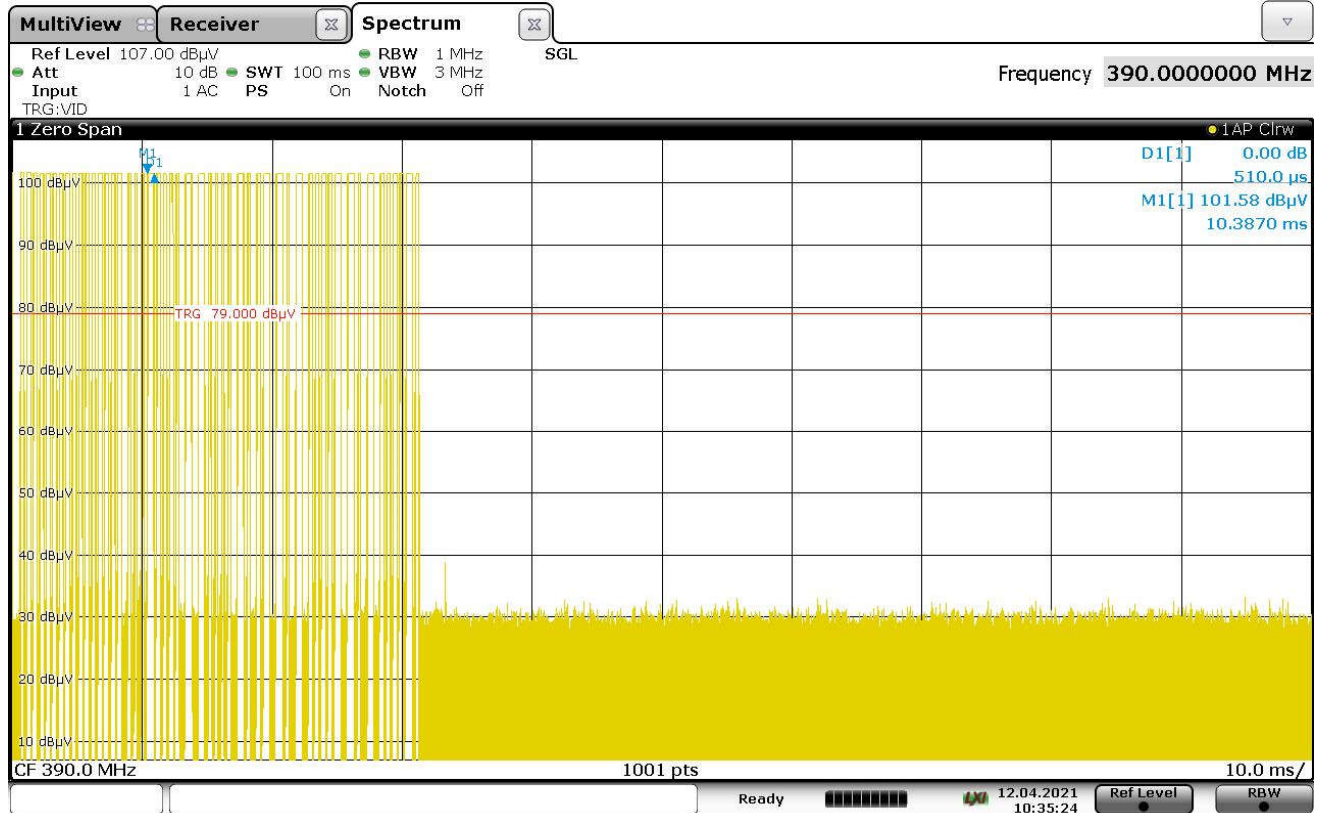 MultiView Receiver Spectrum
Ref Level 107.00 dBµV RBW 1 MHz SGL
Att 10 dB SWT 100 ms VBW 3 MHz
Input 1 AC PS On Notch Off
TRG:VID
Frequency 390.0000000 MHz
1 Zero Span 1AP Clrw
M1
D1
D1[1] 0.00 dB
510.0 µs
M1[1] 101.58 dBµV
10.3870 ms
100 dBµV
90 dBµV
80 dBµV
TRG 79.000 dBµV
70 dBµV
60 dBµV
50 dBµV
40 dBµV
30 dBµV
20 dBµV
10 dBµV
CF 390.0 MHz 1001 pts 10.0 ms/
Ready LXI 12.04.2021 Ref Level RBW
10:35:24